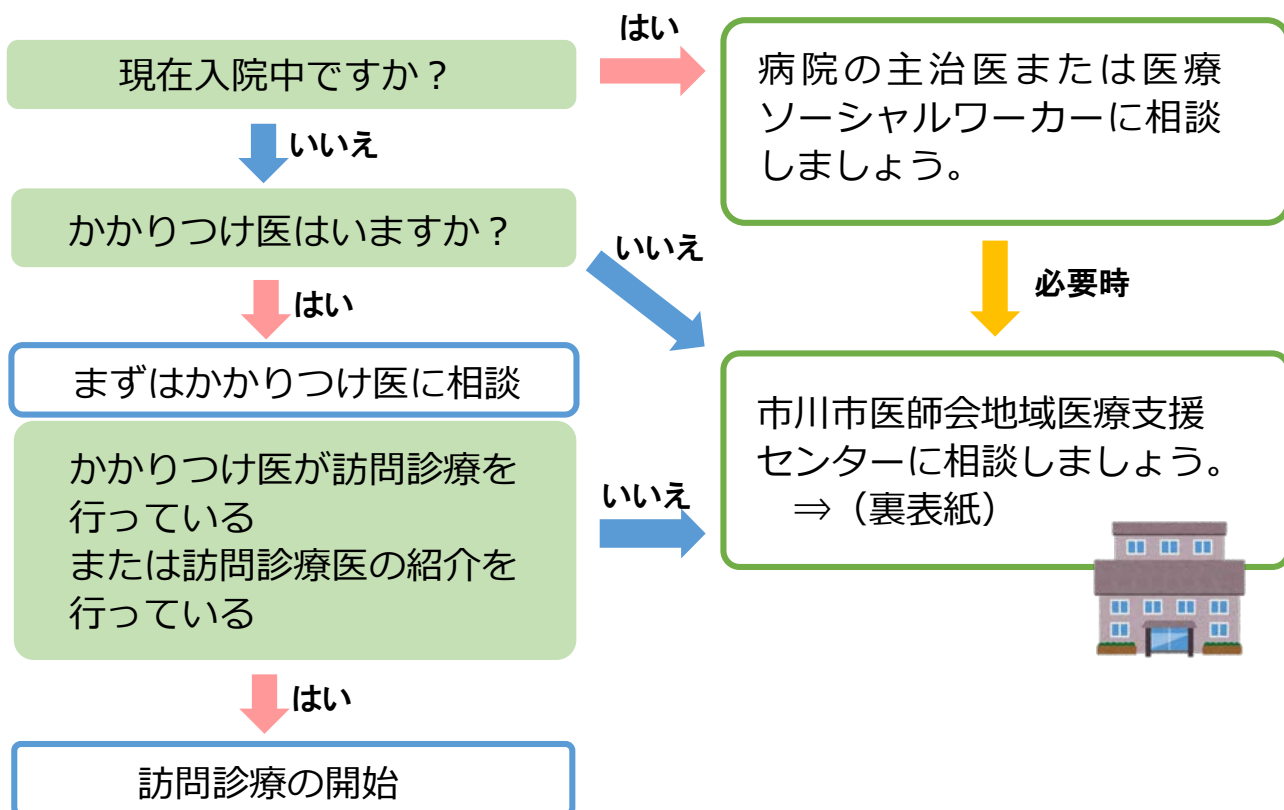 現在入院中ですか？
はい
病院の主治医または医療
ソーシャルワーカーに相談
しましょう。
いいえ
かかりつけ医はいますか？
いいえ
必要時
はい
まずはかかりつけ医に相談
かかりつけ医が訪問診療を
行っている
または訪問診療医の紹介を
行っている
いいえ
市川市医師会地域医療支援
センターに相談しましょう。
⇒（裏表紙）
はい
訪問診療の開始